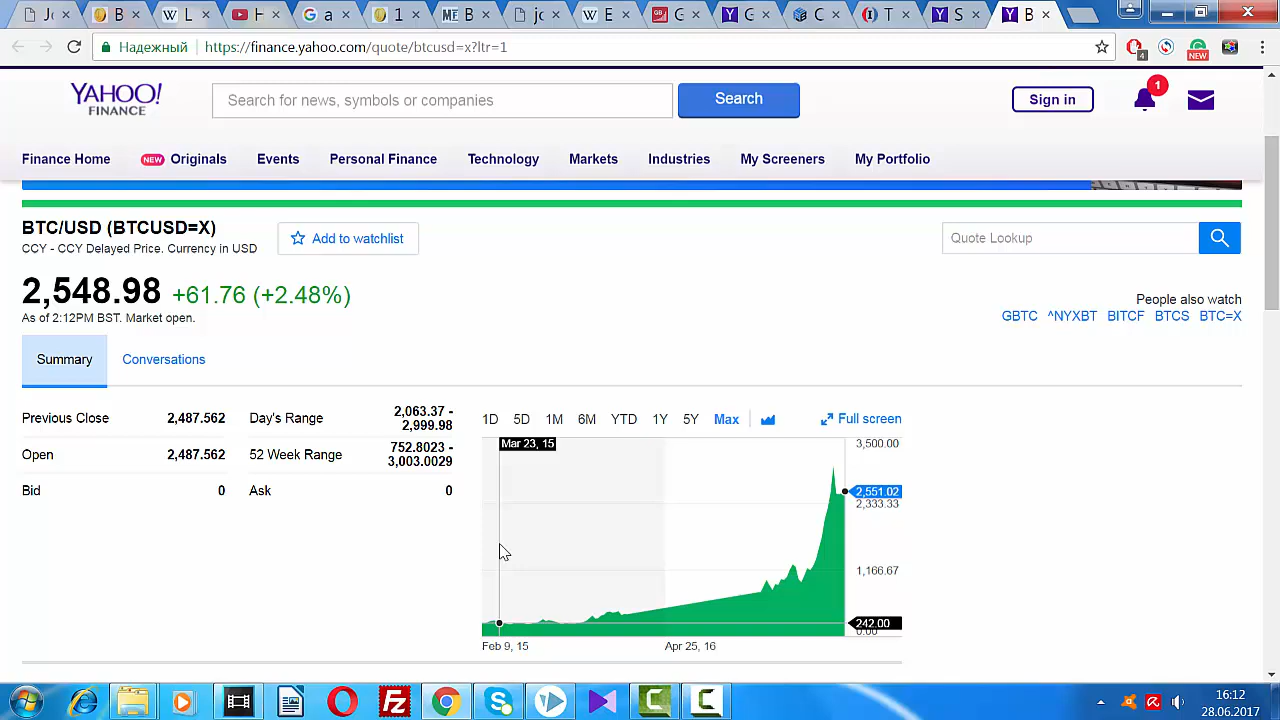 Jc
B
L
H
a
1
B
jc
E
G
G
C
T
S
B
Надежный
https://finance.yahoo.com/quote/btcusd=x?ltr=1
4
NEW
YAHOO!
FINANCE
Search for news, symbols or companies
Search
Sign in
1
Finance Home
NEW Originals
Events
Personal Finance
Technology
Markets
Industries
My Screeners
My Portfolio
BTC/USD (BTCUSD=X)
CCY - CCY Delayed Price. Currency in USD
Add to watchlist
Quote Lookup
2,548.98 +61.76 (+2.48%)
As of 2:12PM BST. Market open.
People also watch
GBTC ^NYXBT BITCF BTCS BTC=X
Summary
Conversations
Previous Close 2,487.562
Open 2,487.562
Bid 0
Day's Range 2,063.37 -
2,999.98
52 Week Range 752.8023 -
3,003.0029
Ask 0
1D 5D 1M 6M YTD 1Y 5Y Max
Full screen
Mar 23, 15
3,500.00
2,551.02
2,333.33
1,166.67
242.00
0.00
Feb 9, 15
Apr 25, 16
16:12
28.06.2017